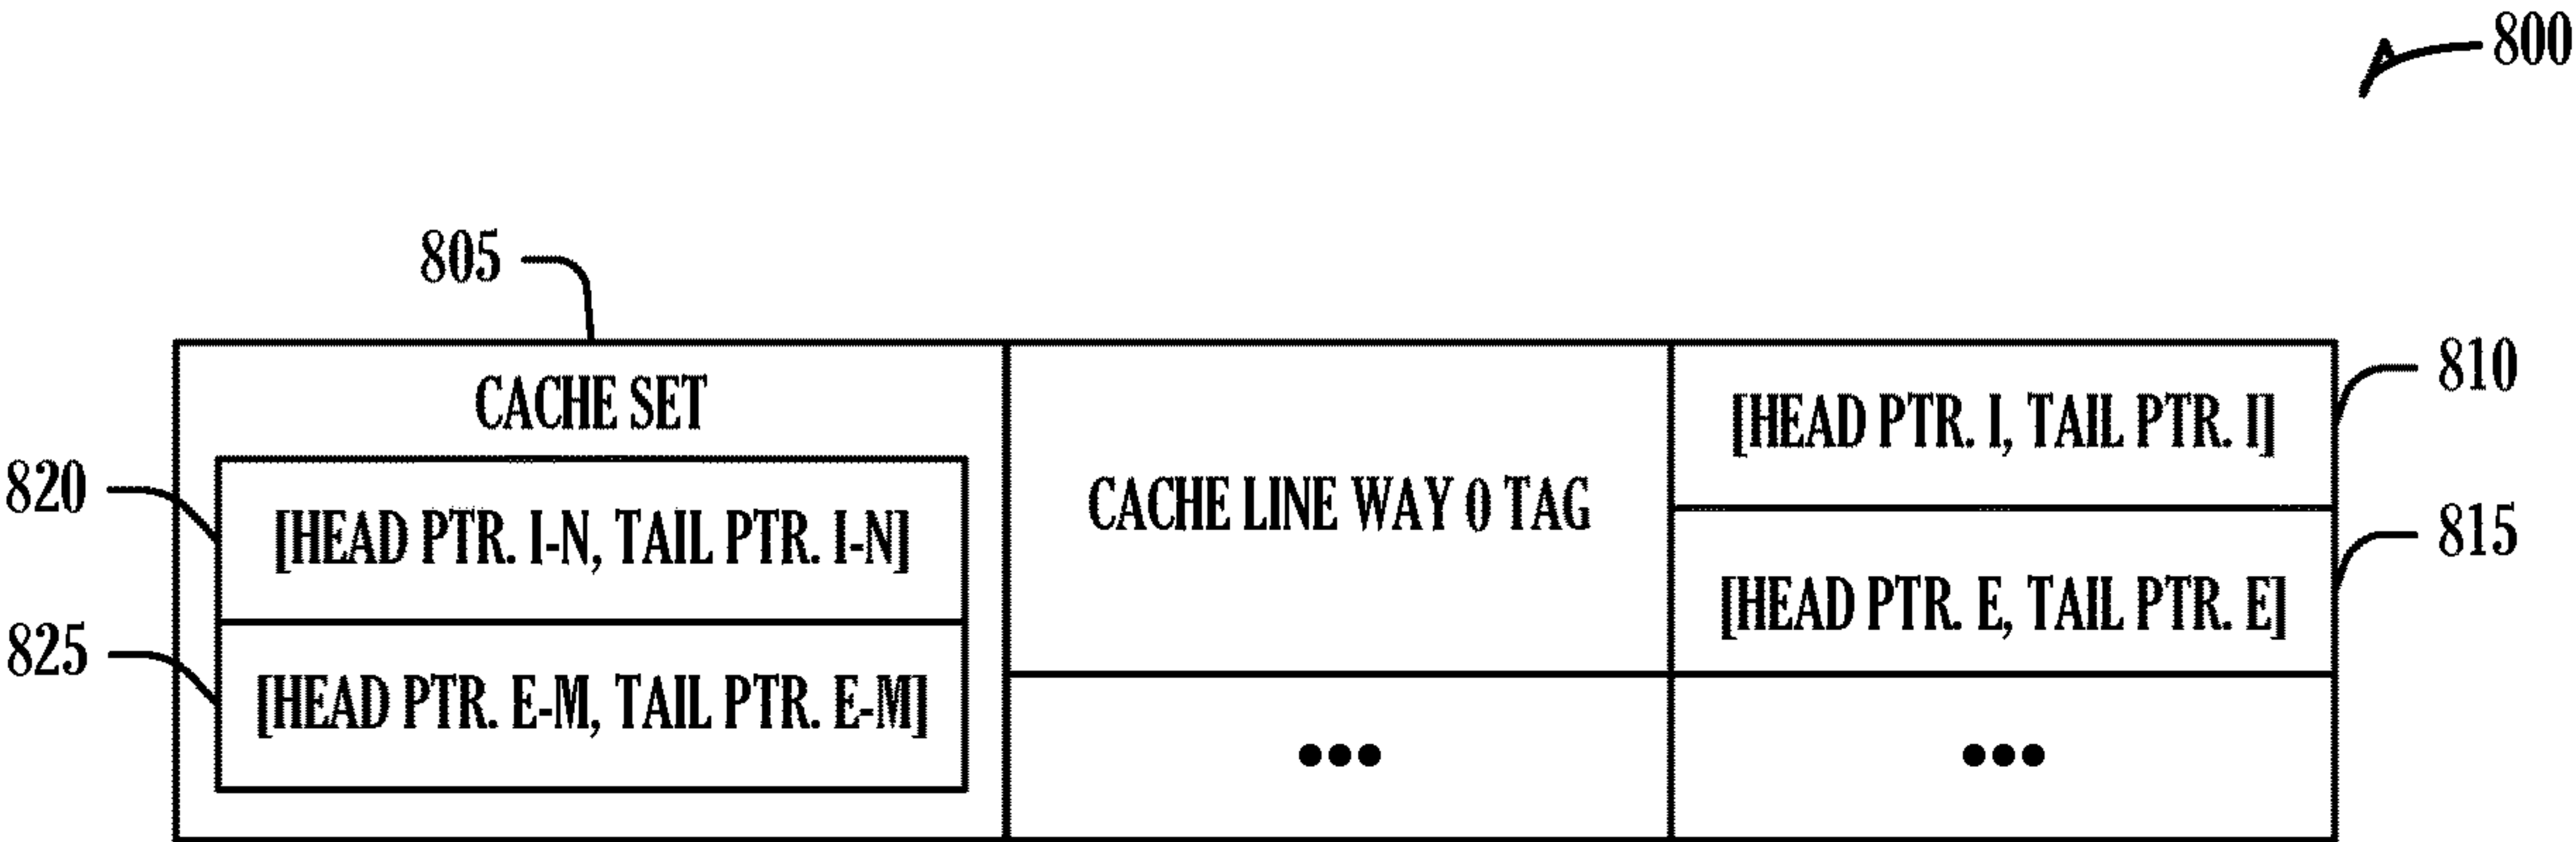 800
805
CACHE SET
[HEAD PTR. I, TAIL PTR. I]
810
820
[HEAD PTR. I-N, TAIL PTR. I-N]
CACHE LINE WAY 0 TAG
815
[HEAD PTR. E, TAIL PTR. E]
825
[HEAD PTR. E-M, TAIL PTR. E-M]
•••
•••